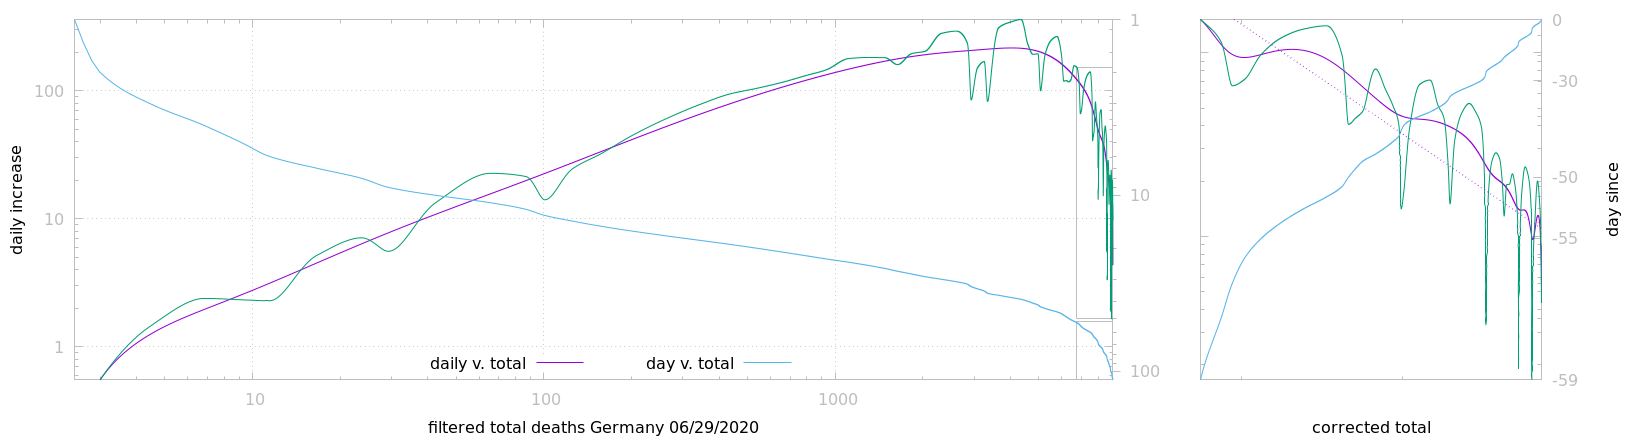 daily increase
100
10
1
10
100
1000
filtered total deaths Germany 06/29/2020
daily v. total
day v. total
1
10
100
0
-30
-50
-55
-59
day since
corrected total